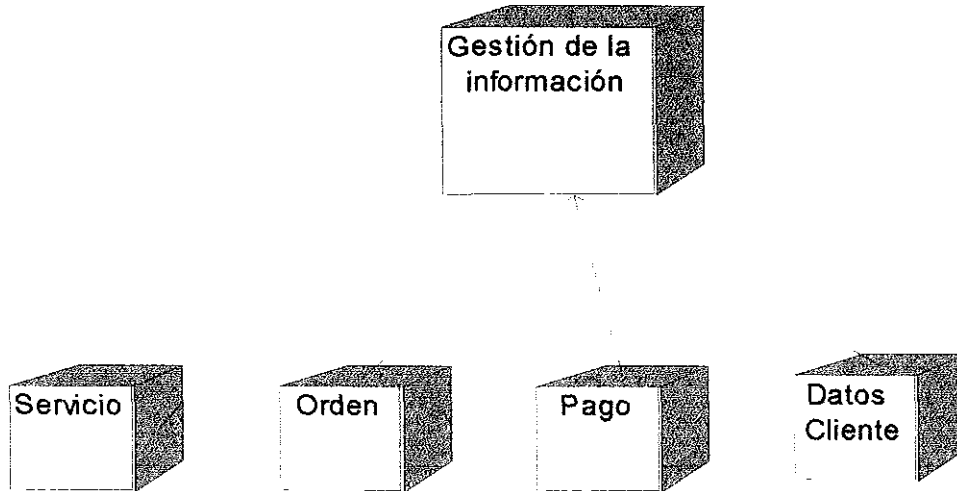 Gestión de la
información
Servicio
Orden
Pago
Datos
Cliente